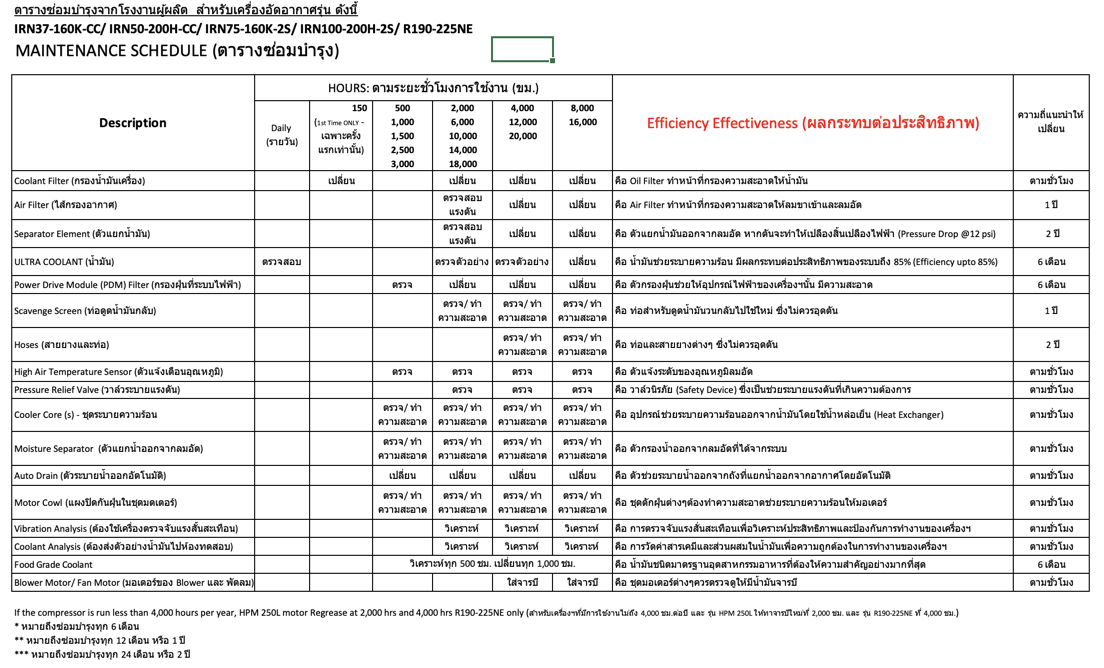 ตารางซ่อมบำรุงจากโรงงานผู้ผลิต สำหรับเครื่องอัดอากาศรุ่น ดังนี้
IRN37-160K-CC/ IRN50-200H-CC/ IRN75-160K-2S/ IRN100-200H-2S/ R190-225NE
MAINTENANCE SCHEDULE (ตารางซ่อมบำรุง)
Description
HOURS: ตามระยะชั่วโมงการใช้งาน (ชม.)
Efficiency Effectiveness (ผลกระทบต่อประสิทธิภาพ)
ความถี่แนะนำให้
เปลี่ยน
Daily
(รายวัน)
150
(1st Time ONLY -
เฉพาะครั้ง
แรกเท่านั้น)
500
1,000
1,500
2,500
3,000
2,000
6,000
10,000
14,000
18,000
4,000
12,000
20,000
8,000
16,000
Coolant Filter (กรองน้ำมันเครื่อง) เปลี่ยน เปลี่ยน เปลี่ยน เปลี่ยน คือ Oil Filter ทำหน้าที่กรองความสะอาดให้น้ำมัน ตามชั่วโมง
Air Filter (ไส้กรองอากาศ) ตรวจสอบ
แรงดัน เปลี่ยน เปลี่ยน คือ Air Filter ทำหน้าที่กรองความสะอาดให้ลมขาเข้าและลมอัด 1 ปี
Separator Element (ตัวแยกน้ำมัน) ตรวจสอบ
แรงดัน เปลี่ยน เปลี่ยน คือ ตัวแยกน้ำมันออกจากลมอัด หากตันจะทำให้เปลืองสิ้นเปลืองไฟฟ้า (Pressure Drop @12 psi) 2 ปี
ULTRA COOLANT (น้ำมัน) ตรวจสอบ ตรวจตัวอย่าง ตรวจตัวอย่าง เปลี่ยน คือ น้ำมันช่วยระบายความร้อน มีผลกระทบต่อประสิทธิภาพของระบบถึง 85% (Efficiency upto 85%) 6 เดือน
Power Drive Module (PDM) Filter (กรองฝุ่นที่ระบบไฟฟ้า) ตรวจ เปลี่ยน เปลี่ยน เปลี่ยน คือ ตัวกรองฝุ่นช่วยให้อุปกรณ์ไฟฟ้าของเครื่องฯนั้น มีความสะอาด 6 เดือน
Scavenge Screen (ท่อดูดน้ำมันกลับ) ตรวจ/ ทำ
ความสะอาด ตรวจ/ ทำ
ความสะอาด ตรวจ/ ทำ
ความสะอาด คือ ท่อสำหรับดูดน้ำมันวนกลับไปใช้ใหม่ ซึ่งไม่ควรอุดตัน 1 ปี
Hoses (สายยางและท่อ) ตรวจ/ ทำ
ความสะอาด ตรวจ/ ทำ
ความสะอาด คือ ท่อและสายยางต่างๆ ซึ่งไม่ควรอุดตัน 2 ปี
High Air Temperature Sensor (ตัวแจ้งเตือนอุณหภูมิ) ตรวจ ตรวจ ตรวจ ตรวจ คือ ตัวแจ้งระดับของอุณหภูมิลมอัด ตามชั่วโมง
Pressure Relief Valve (วาล์วระบายแรงดัน) ตรวจ ตรวจ ตรวจ คือ วาล์วนิรภัย (Safety Device) ซึ่งเป็นช่วยระบายแรงดันที่เกินความต้องการ ตามชั่วโมง
Cooler Core (s) - ชุดระบายความร้อน ตรวจ/ ทำ
ความสะอาด ตรวจ/ ทำ
ความสะอาด ตรวจ/ ทำ
ความสะอาด ตรวจ/ ทำ
ความสะอาด คือ อุปกรณ์ช่วยระบายความร้อนออกจากน้ำมันโดยใช้น้ำหล่อเย็น (Heat Exchanger) ตามชั่วโมง
Moisture Separator (ตัวแยกน้ำออกจากลมอัด) ตรวจ/ ทำ
ความสะอาด ตรวจ/ ทำ
ความสะอาด ตรวจ/ ทำ
ความสะอาด ตรวจ/ ทำ
ความสะอาด คือ ตัวกรองน้ำออกจากลมอัดที่ได้จากระบบ ตามชั่วโมง
Auto Drain (ตัวระบายน้ำออกอัตโนมัติ) เปลี่ยน เปลี่ยน เปลี่ยน เปลี่ยน คือ ตัวช่วยระบายน้ำออกจากถังที่แยกน้ำออกจากอากาศโดยอัตโนมัติ ตามชั่วโมง
Motor Cowl (แผงปิดกันฝุ่นในชุดมอเตอร์) ตรวจ/ ทำ
ความสะอาด ตรวจ/ ทำ
ความสะอาด ตรวจ/ ทำ
ความสะอาด ตรวจ/ ทำ
ความสะอาด คือ ชุดดักฝุ่นต่างๆต้องทำความสะอาดช่วยระบายความร้อนให้มอเตอร์ ตามชั่วโมง
Vibration Analysis (ต้องใช้เครื่องตรวจจับแรงสั่นสะเทือน) วิเคราะห์ วิเคราะห์ วิเคราะห์ คือ การตรวจจับแรงสั่นสะเทือนเพื่อวิเคราะห์ประสิทธิภาพและป้องกันการทำงานของเครื่องฯ ตามชั่วโมง
Coolant Analysis (ต้องส่งตัวอย่างน้ำมันไปห้องทดสอบ) วิเคราะห์ วิเคราะห์ วิเคราะห์ คือ การวัดค่าสารเคมีและส่วนผสมในน้ำมันเพื่อความถูกต้องในการทำงานของเครื่องฯ ตามชั่วโมง
Food Grade Coolant วิเคราะห์ทุก 500 ชม. เปลี่ยนทุก 1,000 ชม. คือ น้ำมันชนิดมาตรฐานอุตสาหกรรมอาหารที่ต้องให้ความสำคัญอย่างมากที่สุด 6 เดือน
Blower Motor/ Fan Motor (มอเตอร์ของ Blower และ พัดลม) ใส่จารบี ใส่จารบี คือ ชุดมอเตอร์ต่างๆควรตรวจดูให้มีน้ำมันจารบี ตามชั่วโมง
If the compressor is run less than 4,000 hours per year, HPM 250L motor Regrease at 2,000 hrs and 4,000 hrs R190-225NE only (สำหรับเครื่องฯที่มีการใช้งานไม่ถึง 4,000 ชม.ต่อปี และ รุ่น HPM 250L ให้ทาจารบีใหม่ที่ 2,000 ชม. และ รุ่น R190-225NE ที่ 4,000 ชม.)
* หมายถึงซ่อมบำรุงทุก 6 เดือน
** หมายถึงซ่อมบำรุงทุก 12 เดือน หรือ 1 ปี
*** หมายถึงซ่อมบำรุงทุก 24 เดือน หรือ 2 ปี